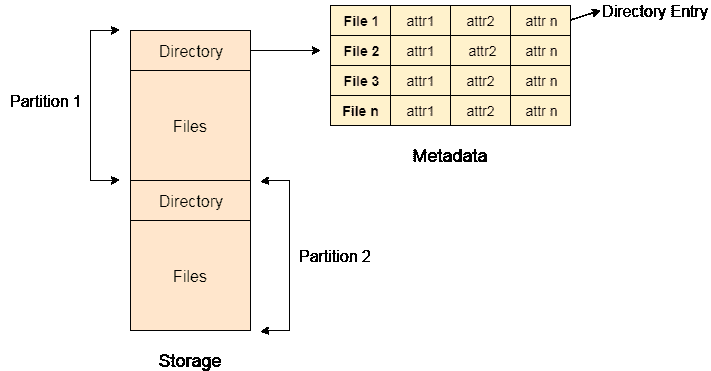 File 1 attr1 attr2 attr n
Directory Entry
File 2 attr1 attr2 attr n
File 3 attr1 attr2 attr n
File n attr1 attr2 attr n
Metadata
Directory
Partition 1
Files
Directory
Partition 2
Files
Storage